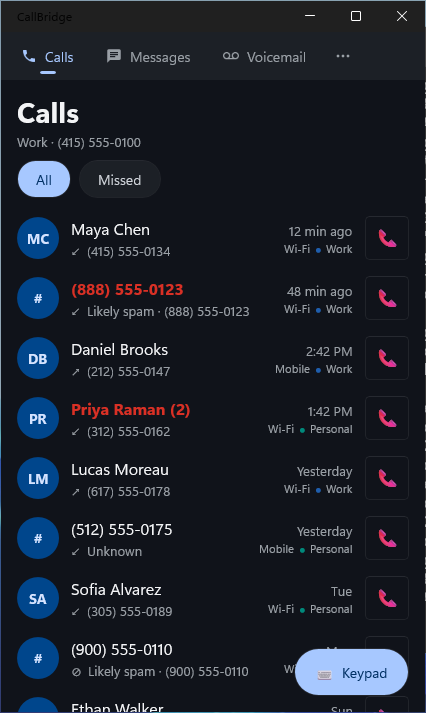 CallBridge
Calls Messages Voicemail ...
Calls
Work · (415) 555-0100
All Missed
MC Maya Chen 12 min ago
↙ (415) 555-0134 Wi-Fi • Work
# (888) 555-0123 48 min ago
↙ Likely spam · (888) 555-0123 Wi-Fi • Work
DB Daniel Brooks 2:42 PM
↗ (212) 555-0147 Mobile • Work
PR Priya Raman (2) 1:42 PM
↙ (312) 555-0162 Wi-Fi • Personal
LM Lucas Moreau Yesterday
↗ (617) 555-0178 Wi-Fi • Work
# (512) 555-0175 Yesterday
↙ Unknown Mobile • Personal
SA Sofia Alvarez Tue
↙ (305) 555-0189 Wi-Fi • Personal
# (900) 555-0110
⊘ Likely spam · (900) 555-0110
Keypad
Ethan Walker Sun